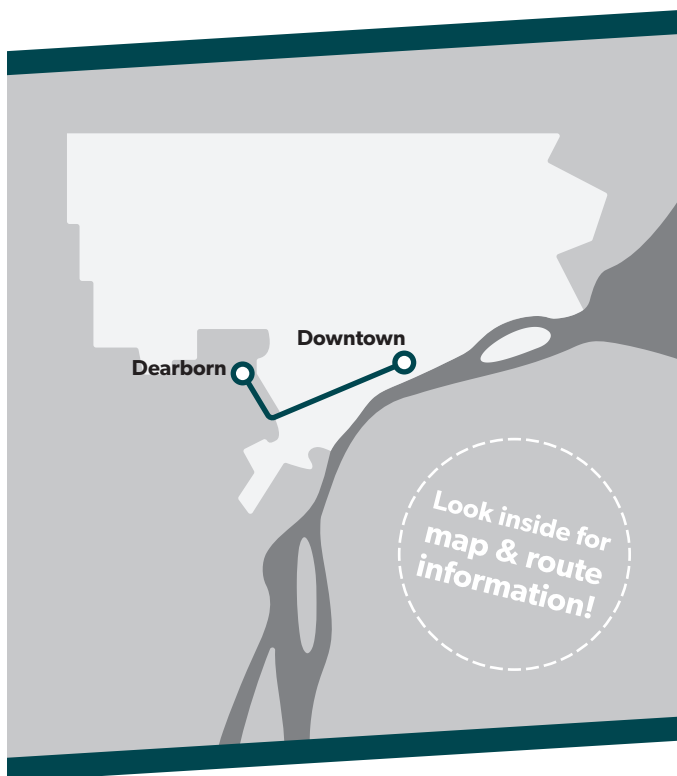 Downtown
Dearborn
Look inside for
map & route
information!